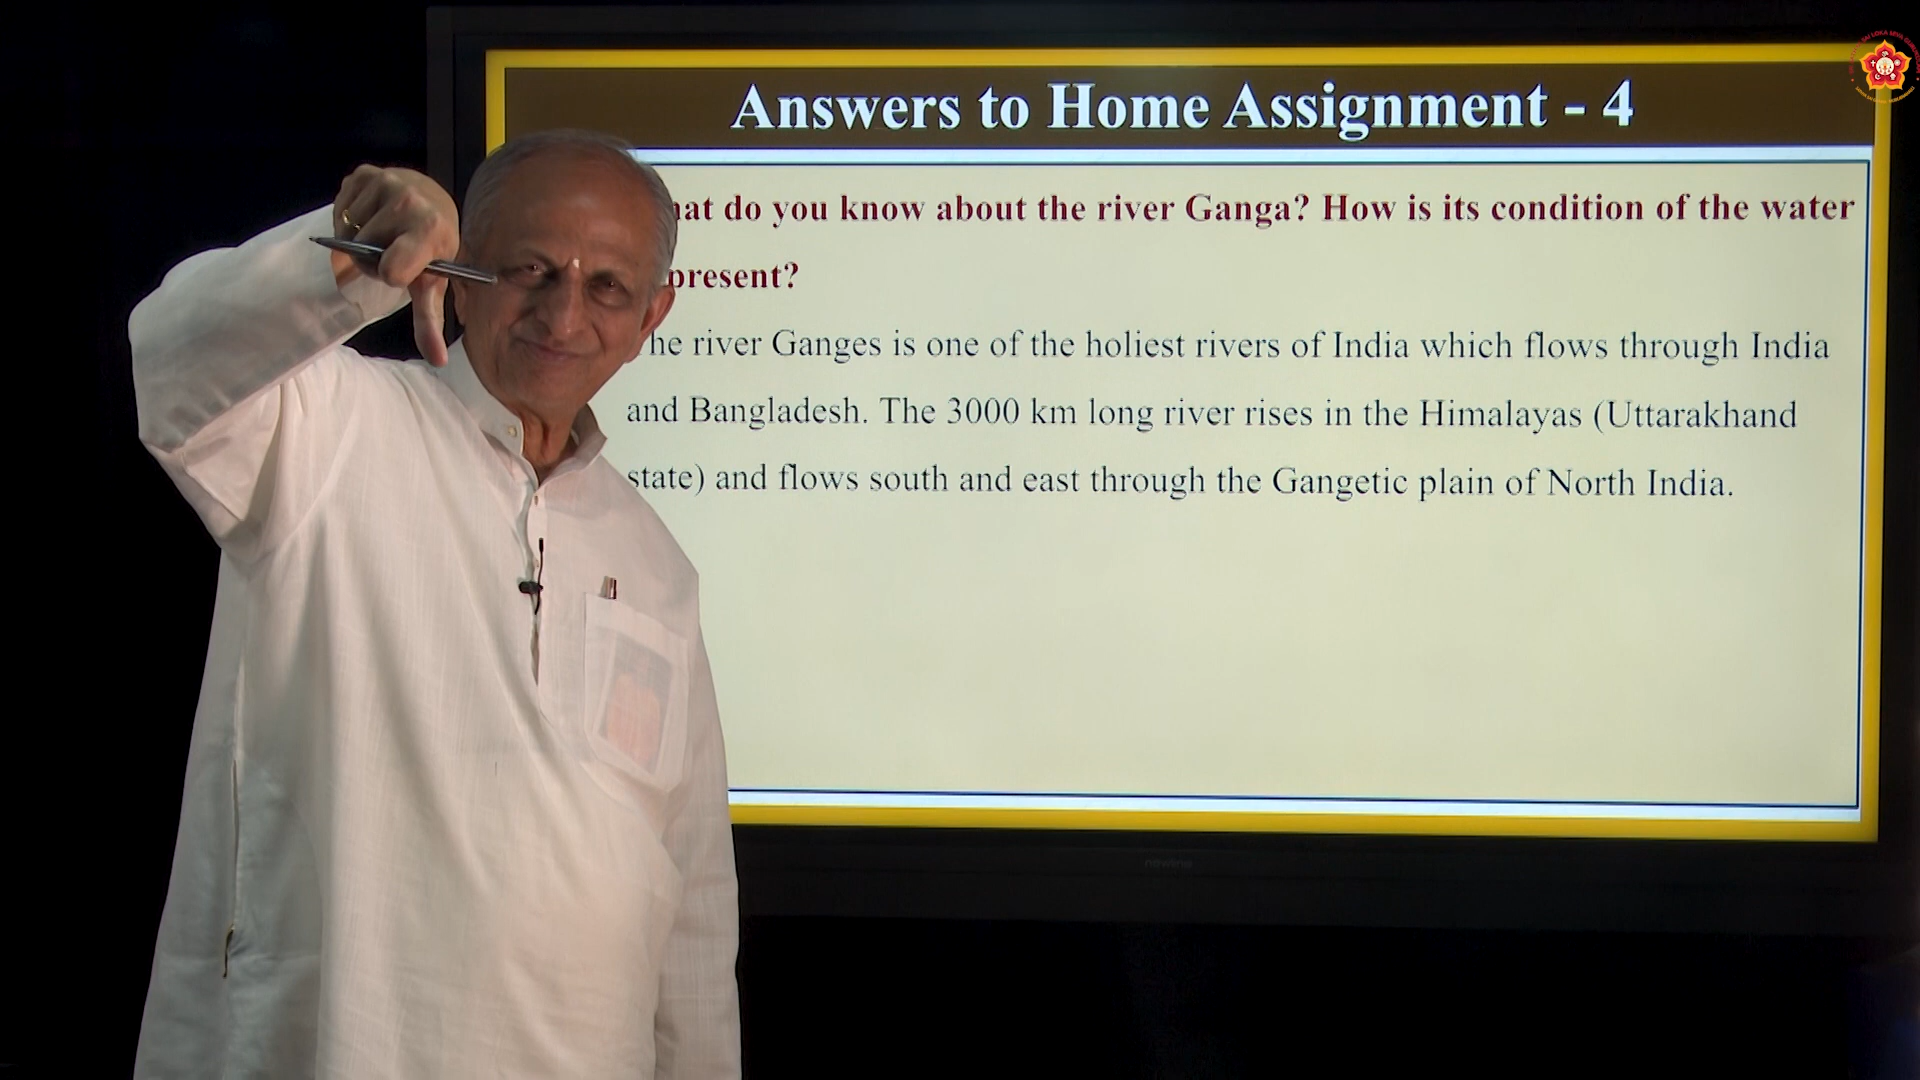 Answers to Home Assignment - 4
hat do you know about the river Ganga? How is its condition of the water
present?
he river Ganges is one of the holiest rivers of India which flows through India
and Bangladesh. The 3000 km long river rises in the Himalayas (Uttarakhand
state) and flows south and east through the Gangetic plain of North India.
newline